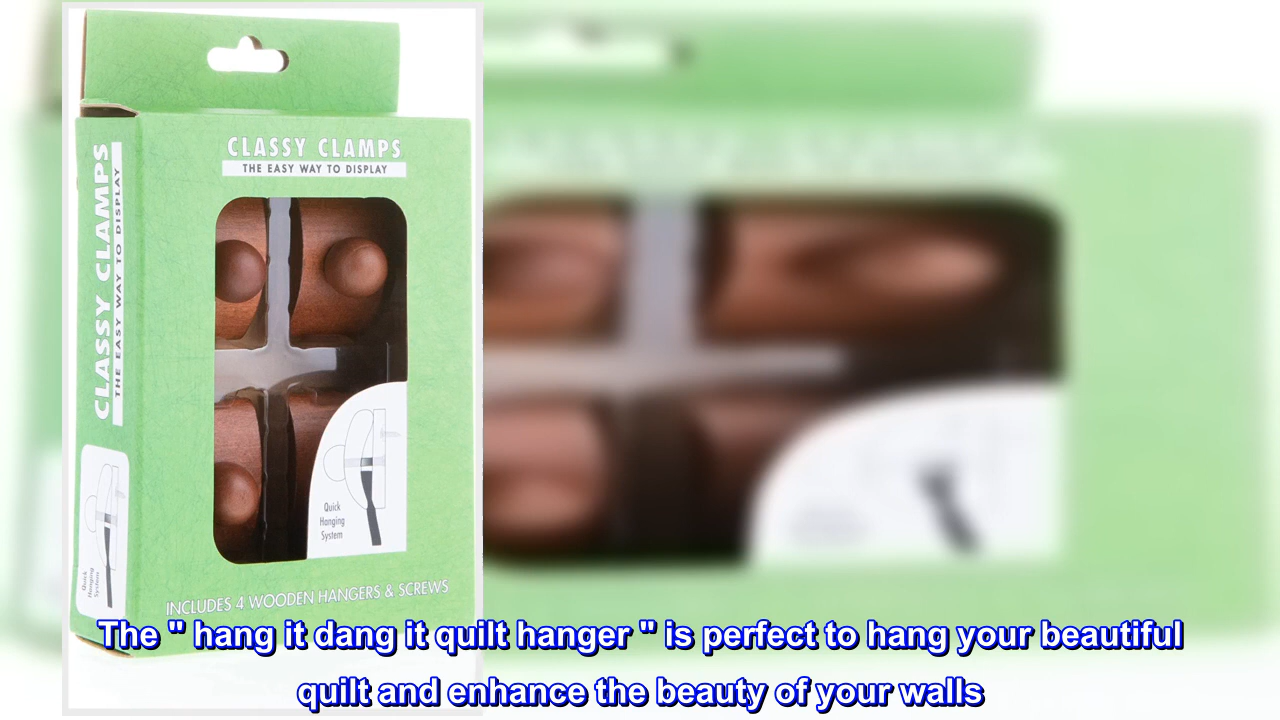 CLASSY CLAMPS
THE EASY WAY TO DISPLAY
CLASSY CLAMPS
THE EASY WAY TO DISPLAY
Quick
Hanging
System
Quick
Hanging
System
INCLUDES 4 WOODEN HANGERS & SCREWS
The " hang it dang it quilt hanger " is perfect to hang your beautiful
quilt and enhance the beauty of your walls